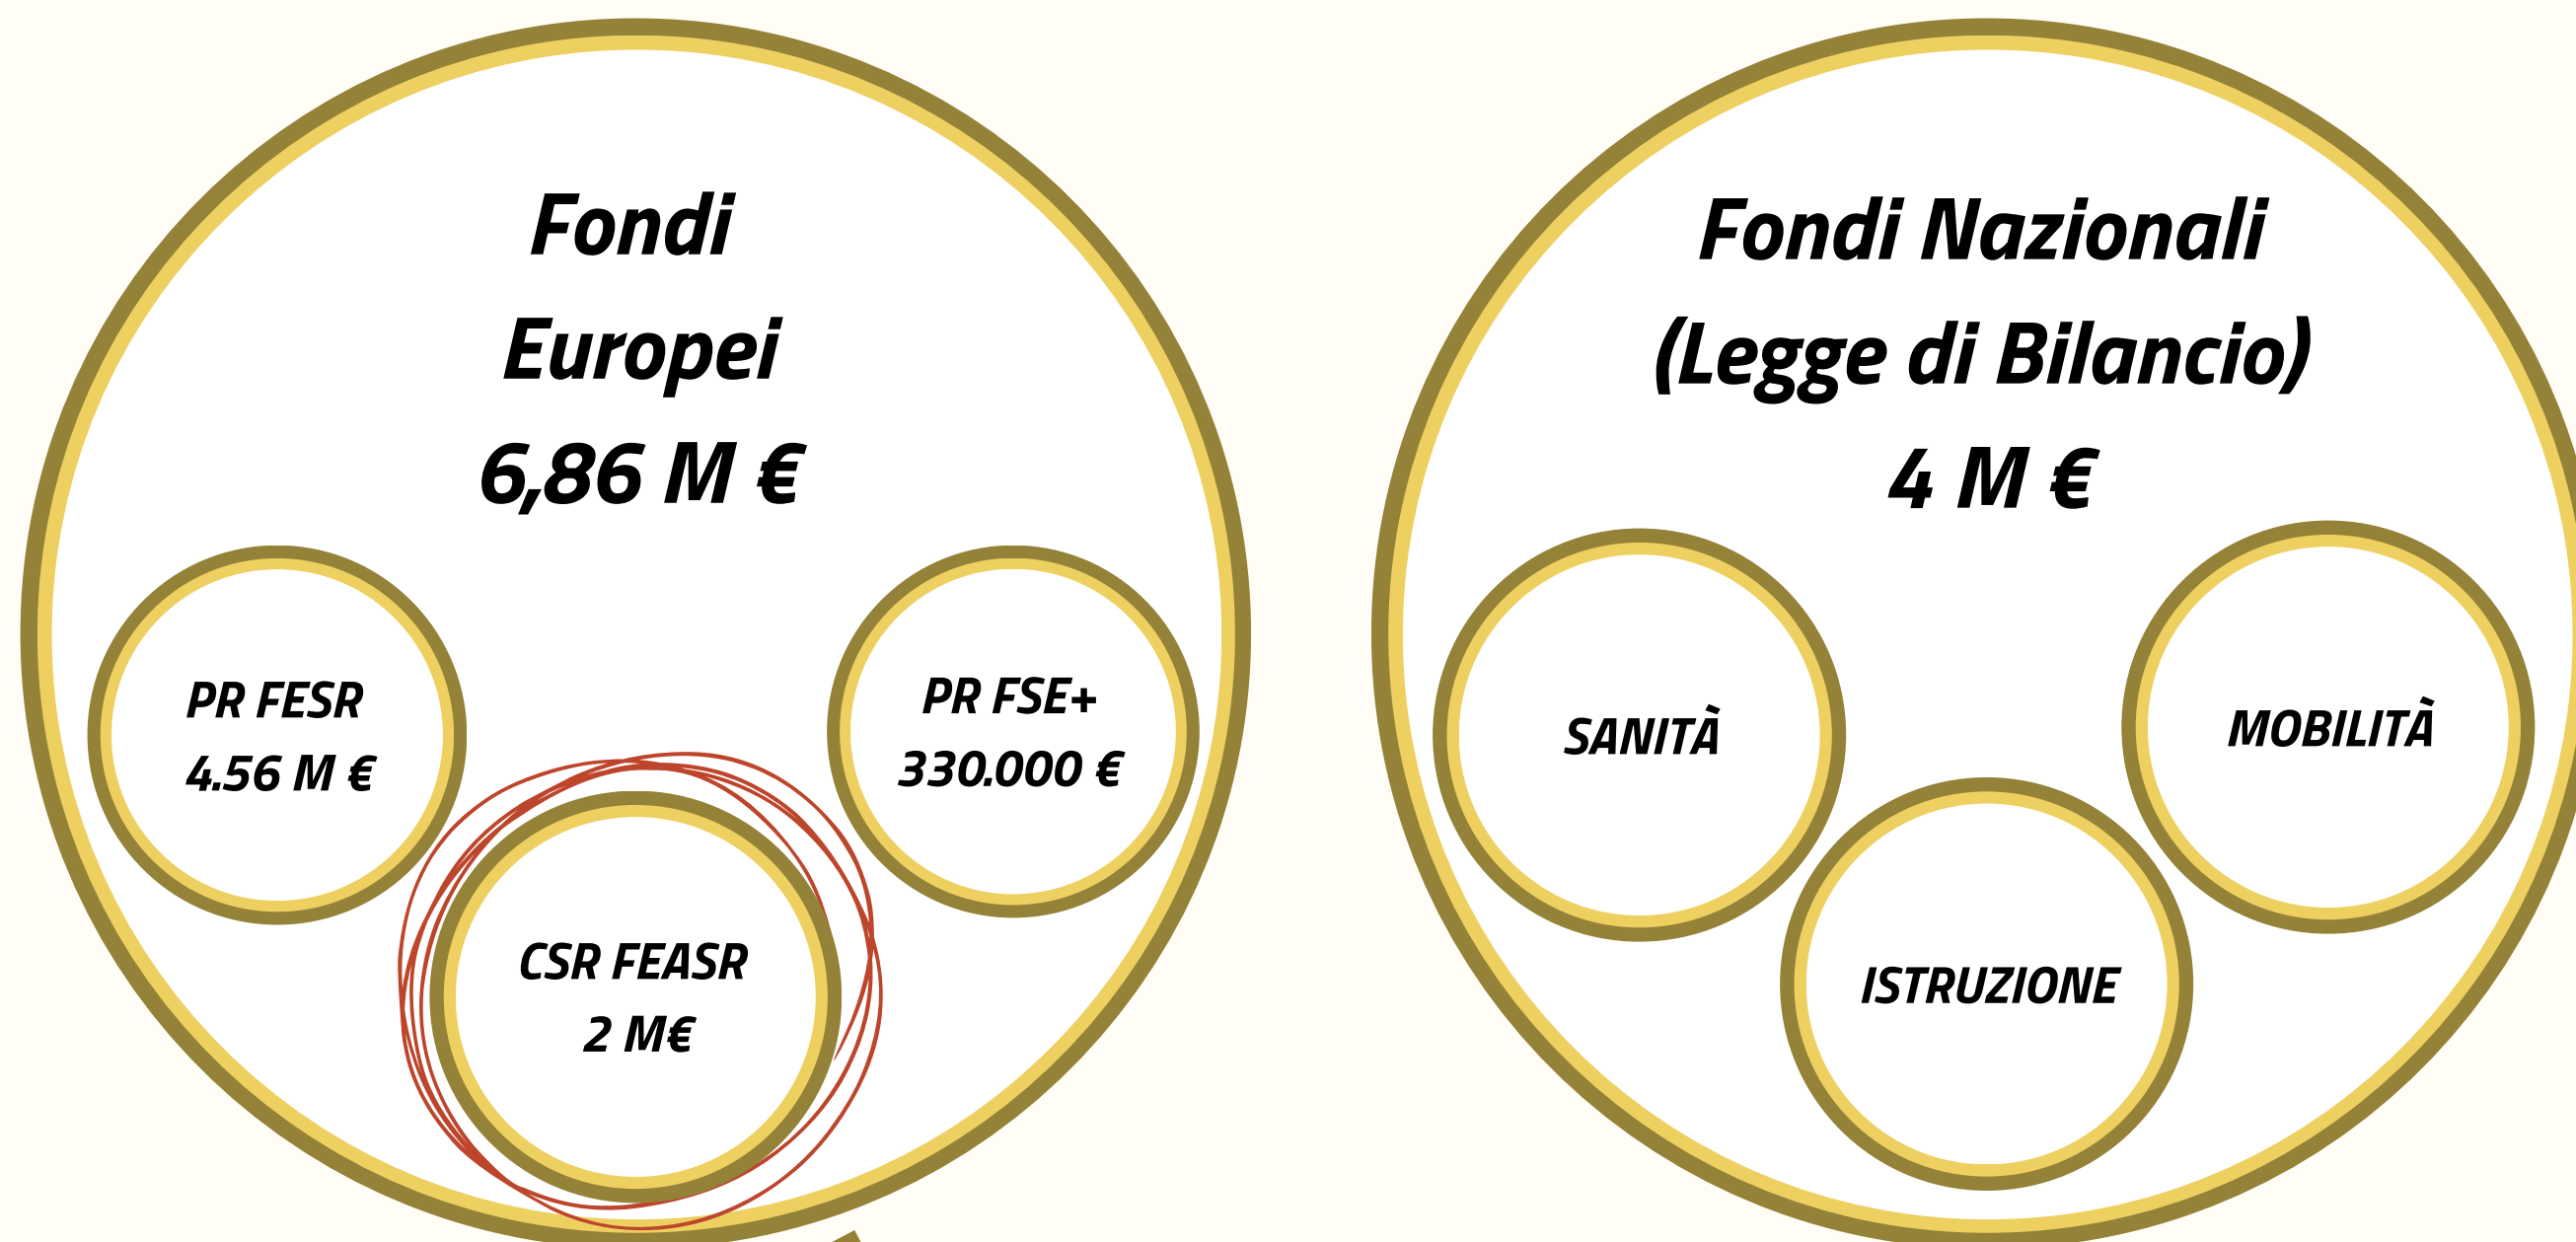 Fondi
Europei
6,86 M €
PR FESR
4.56 M €
PR FSE+
330.000 €
CSR FEASR
2 M€
Fondi Nazionali
(Legge di Bilancio)
4 M €
SANITÀ
MOBILITÀ
ISTRUZIONE